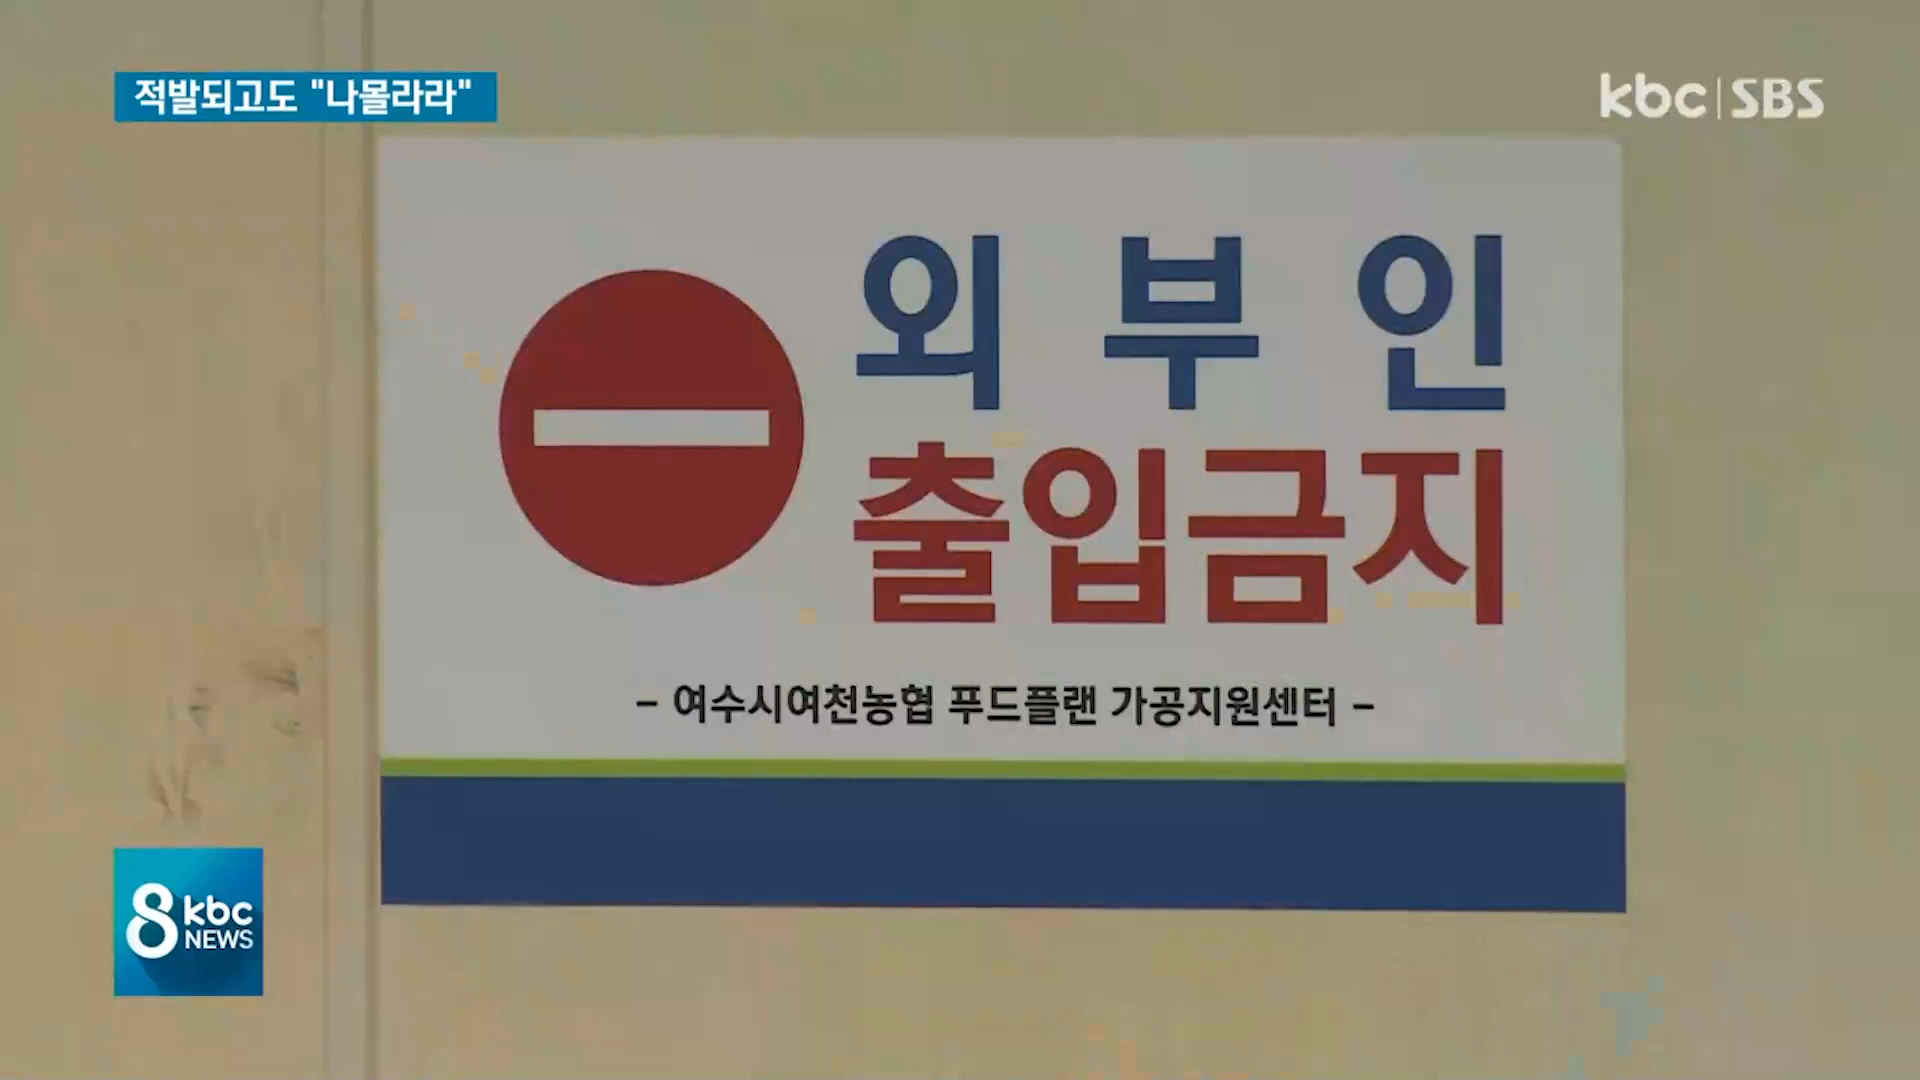 적발되고도 "나몰라라"
kbc | SBS
외부인
출입금지
- 여수시여천농협 푸드플랜 가공지원센터 -
8 kbc
NEWS